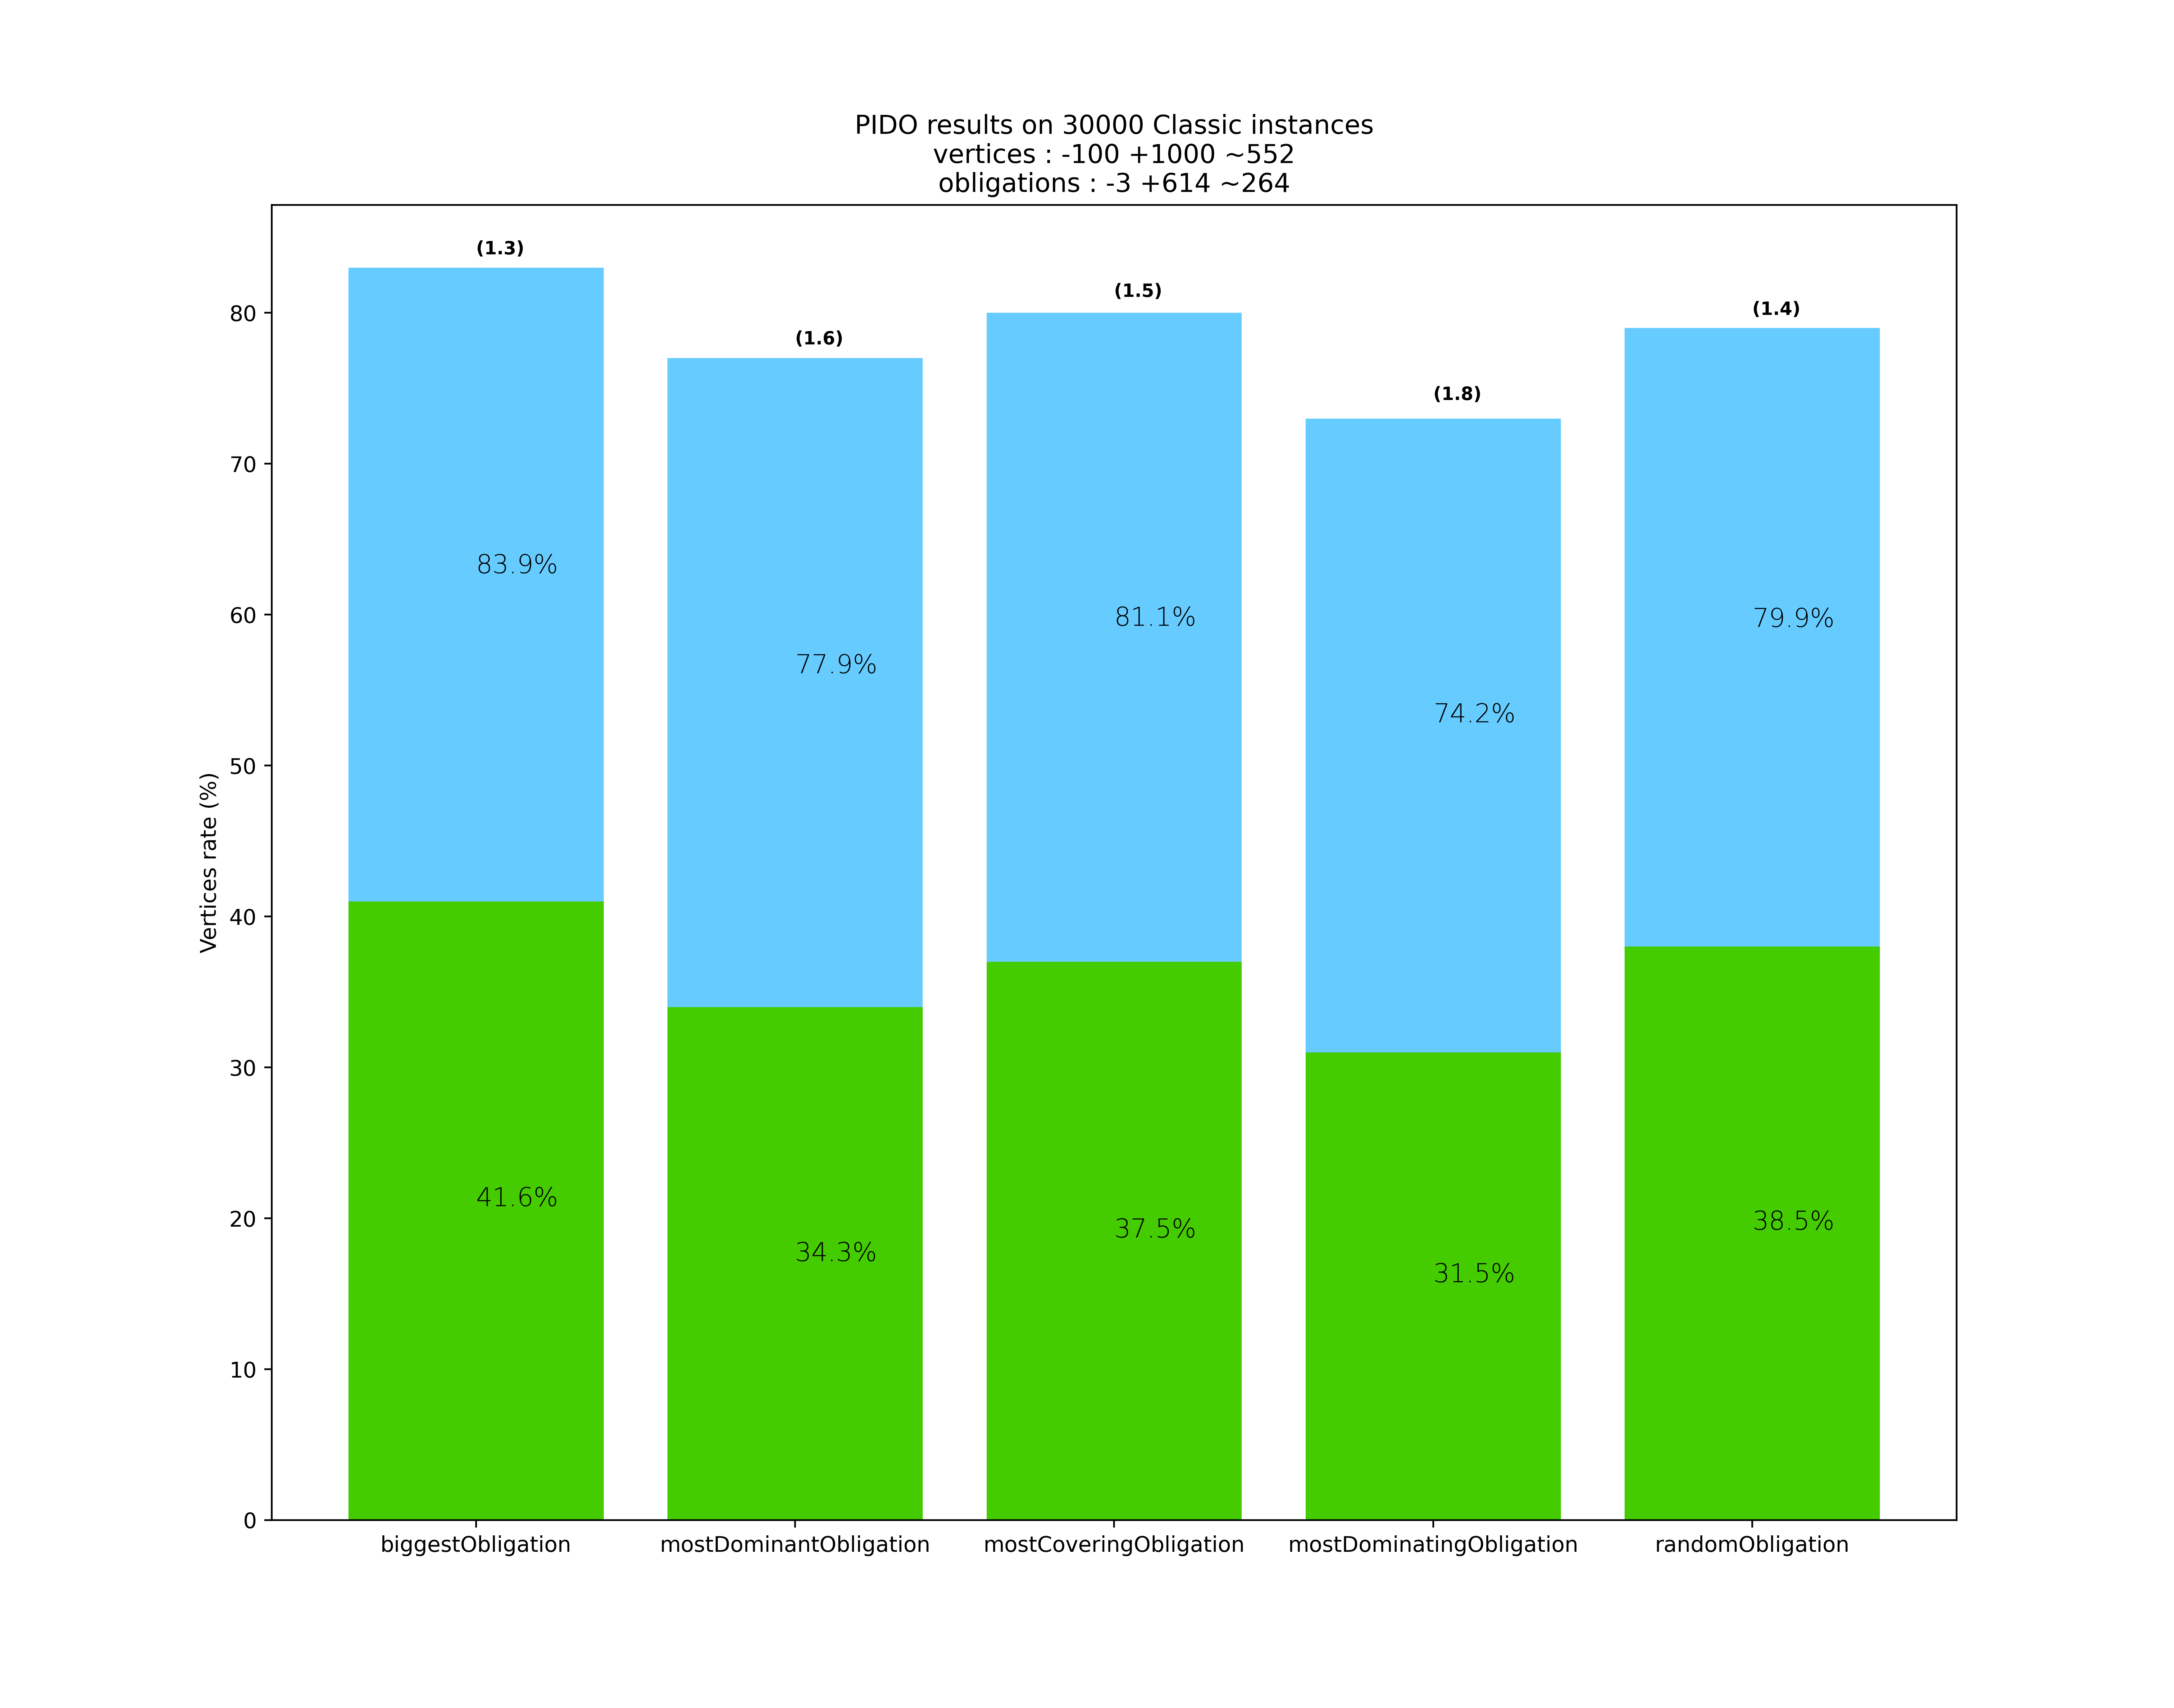 PIDO results on 30000 Classic instances
vertices : -100 +1000 ~552
obligations : -3 +614 ~264
(1.3)
(1.6)
(1.5)
(1.8)
(1.4)
83.9%
77.9%
81.1%
74.2%
79.9%
41.6%
34.3%
37.5%
31.5%
38.5%
Vertices rate (%)
80
70
60
50
40
30
20
10
0
biggestObligation
mostDominantObligation
mostCoveringObligation
mostDominatingObligation
randomObligation